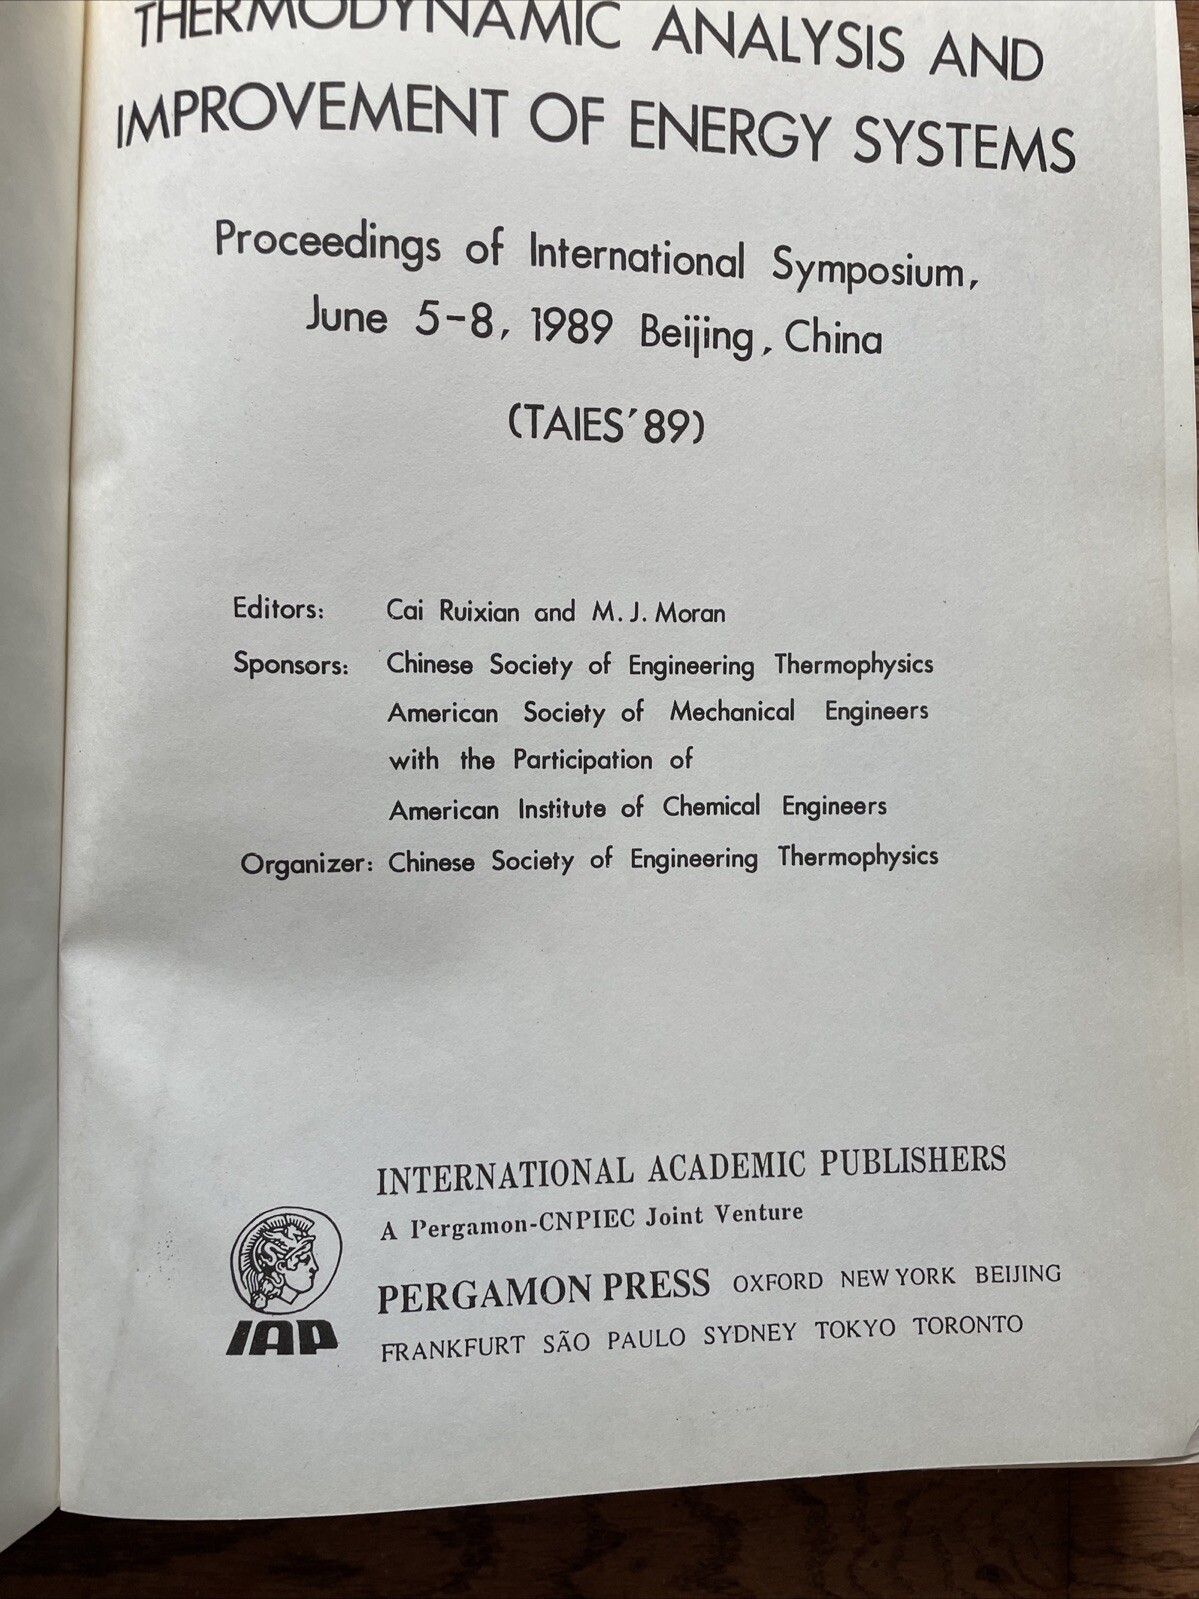 THERMODYNAMIC ANALYSIS AND
IMPROVEMENT OF ENERGY SYSTEMS
Proceedings of International Symposium,
June 5-8, 1989 Beijing, China
(TAIES'89)
Editors: Cai Ruixian and M. J. Moran
Sponsors: Chinese Society of Engineering Thermophysics
American Society of Mechanical Engineers
with the Participation of
American Institute of Chemical Engineers
Organizer: Chinese Society of Engineering Thermophysics
INTERNATIONAL ACADEMIC PUBLISHERS
A Pergamon-CNPIEC Joint Venture
PERGAMON PRESS OXFORD NEW YORK BEIJING
FRANKFURT SÃO PAULO SYDNEY TOKYO TORONTO
IAP